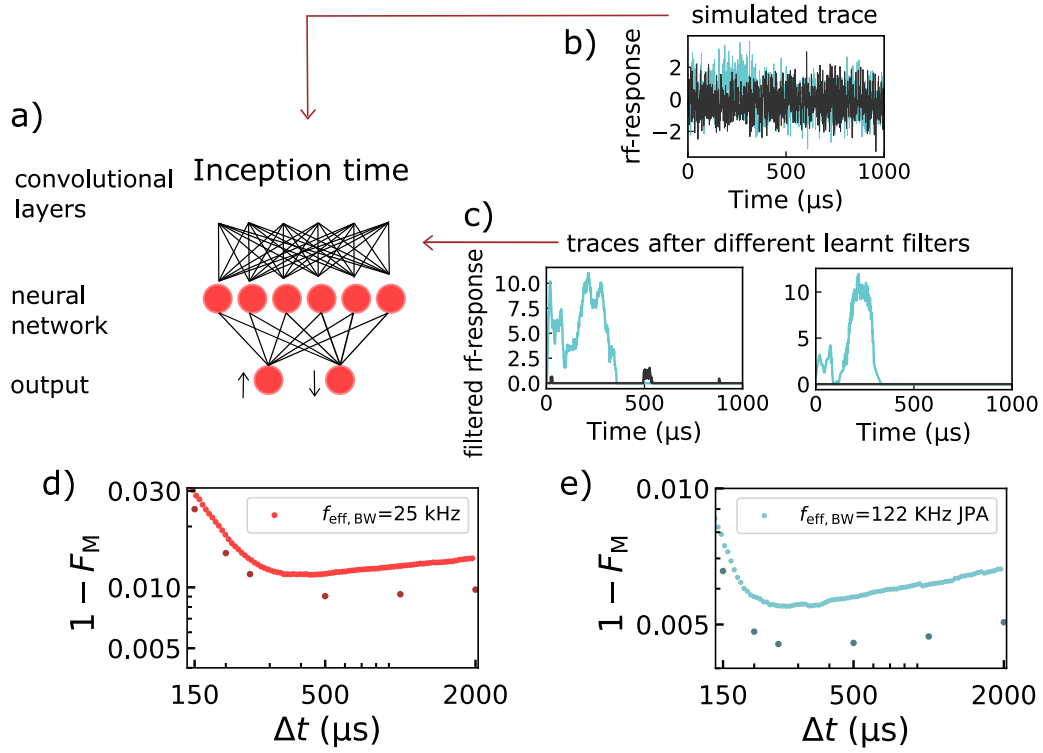 simulated trace
b)
rf-response
2
0
−2
0
500
1000
Time (μs)
a)
Inception time
convolutional
layers
neural
network
output
↑
↓
c)
traces after different learnt filters
filtered rf-response
10.0
7.5
5.0
2.5
0.0
0
500
1000
Time (μs)
10
5
0
0
500
1000
Time (μs)
d)
1 − F_M
0.030
0.010
0.005
f_eff, BW=25 kHz
150
500
2000
Δt (μs)
e)
1 − F_M
0.010
0.005
f_eff, BW=122 KHz JPA
150
500
2000
Δt (μs)